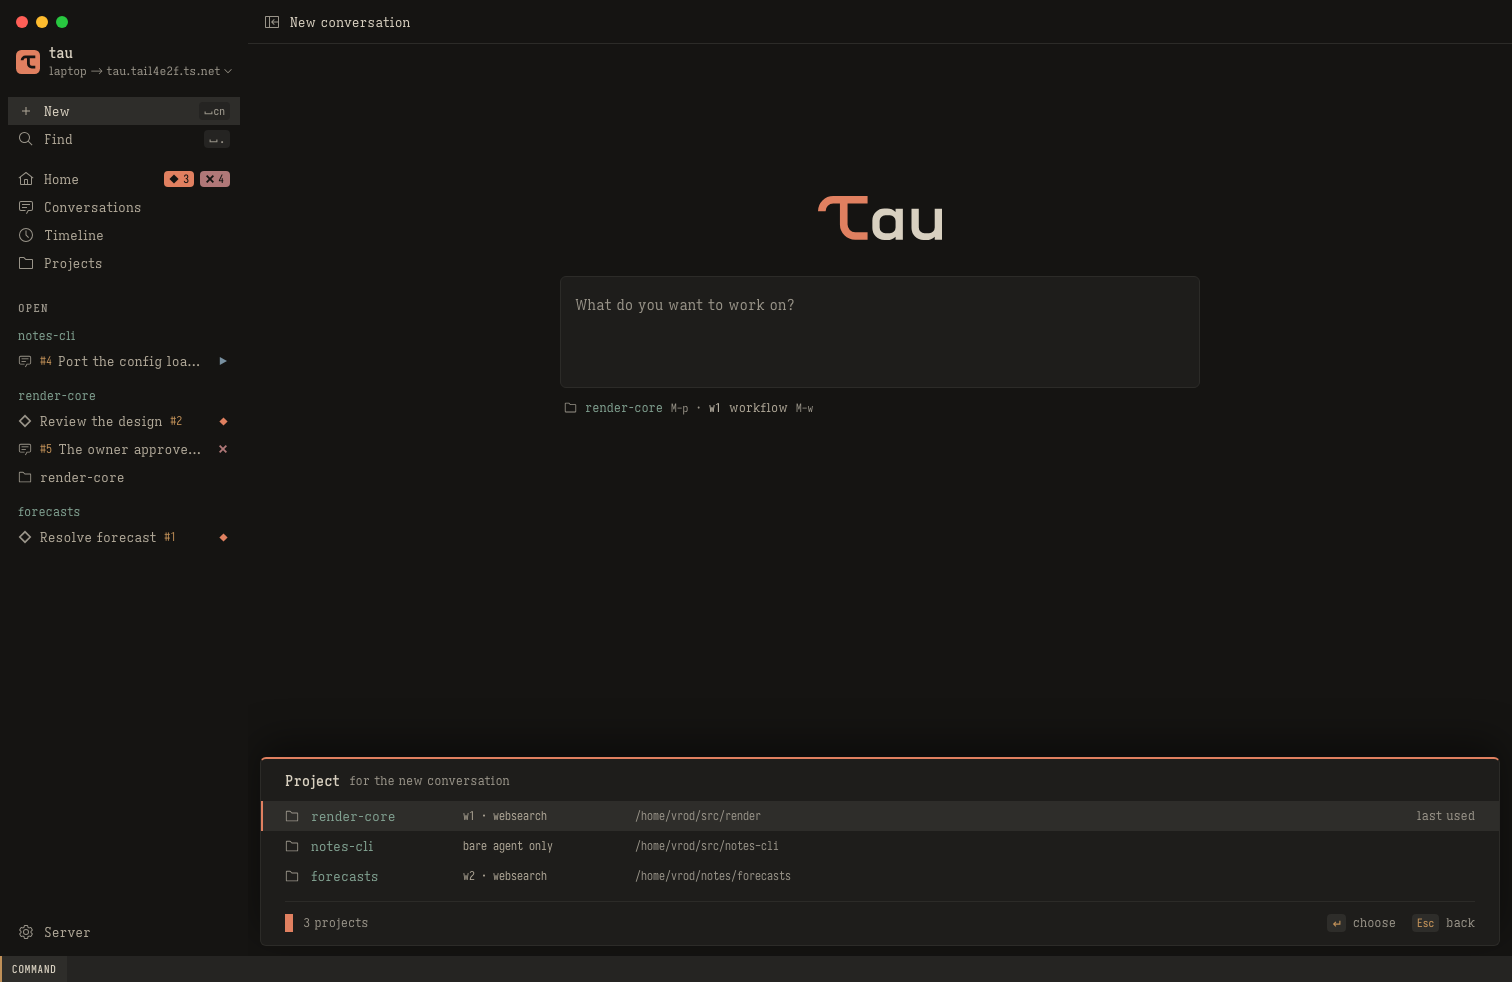 tau
laptop → tau.tail4e2f.ts.net
New ⎵cn
Find ⎵.
Home ◆ 3 ✕ 4
Conversations
Timeline
Projects
OPEN
notes-cli
#4 Port the config loa...
render-core
Review the design #2
#5 The owner approve...
render-core
forecasts
Resolve forecast #1
Server
COMMAND
New conversation
τau
What do you want to work on?
render-core M-p · w1 workflow M-w
Project for the new conversation
render-core w1 · websearch /home/vrod/src/render last used
notes-cli bare agent only /home/vrod/src/notes-cli
forecasts w2 · websearch /home/vrod/notes/forecasts
3 projects ↵ choose Esc back